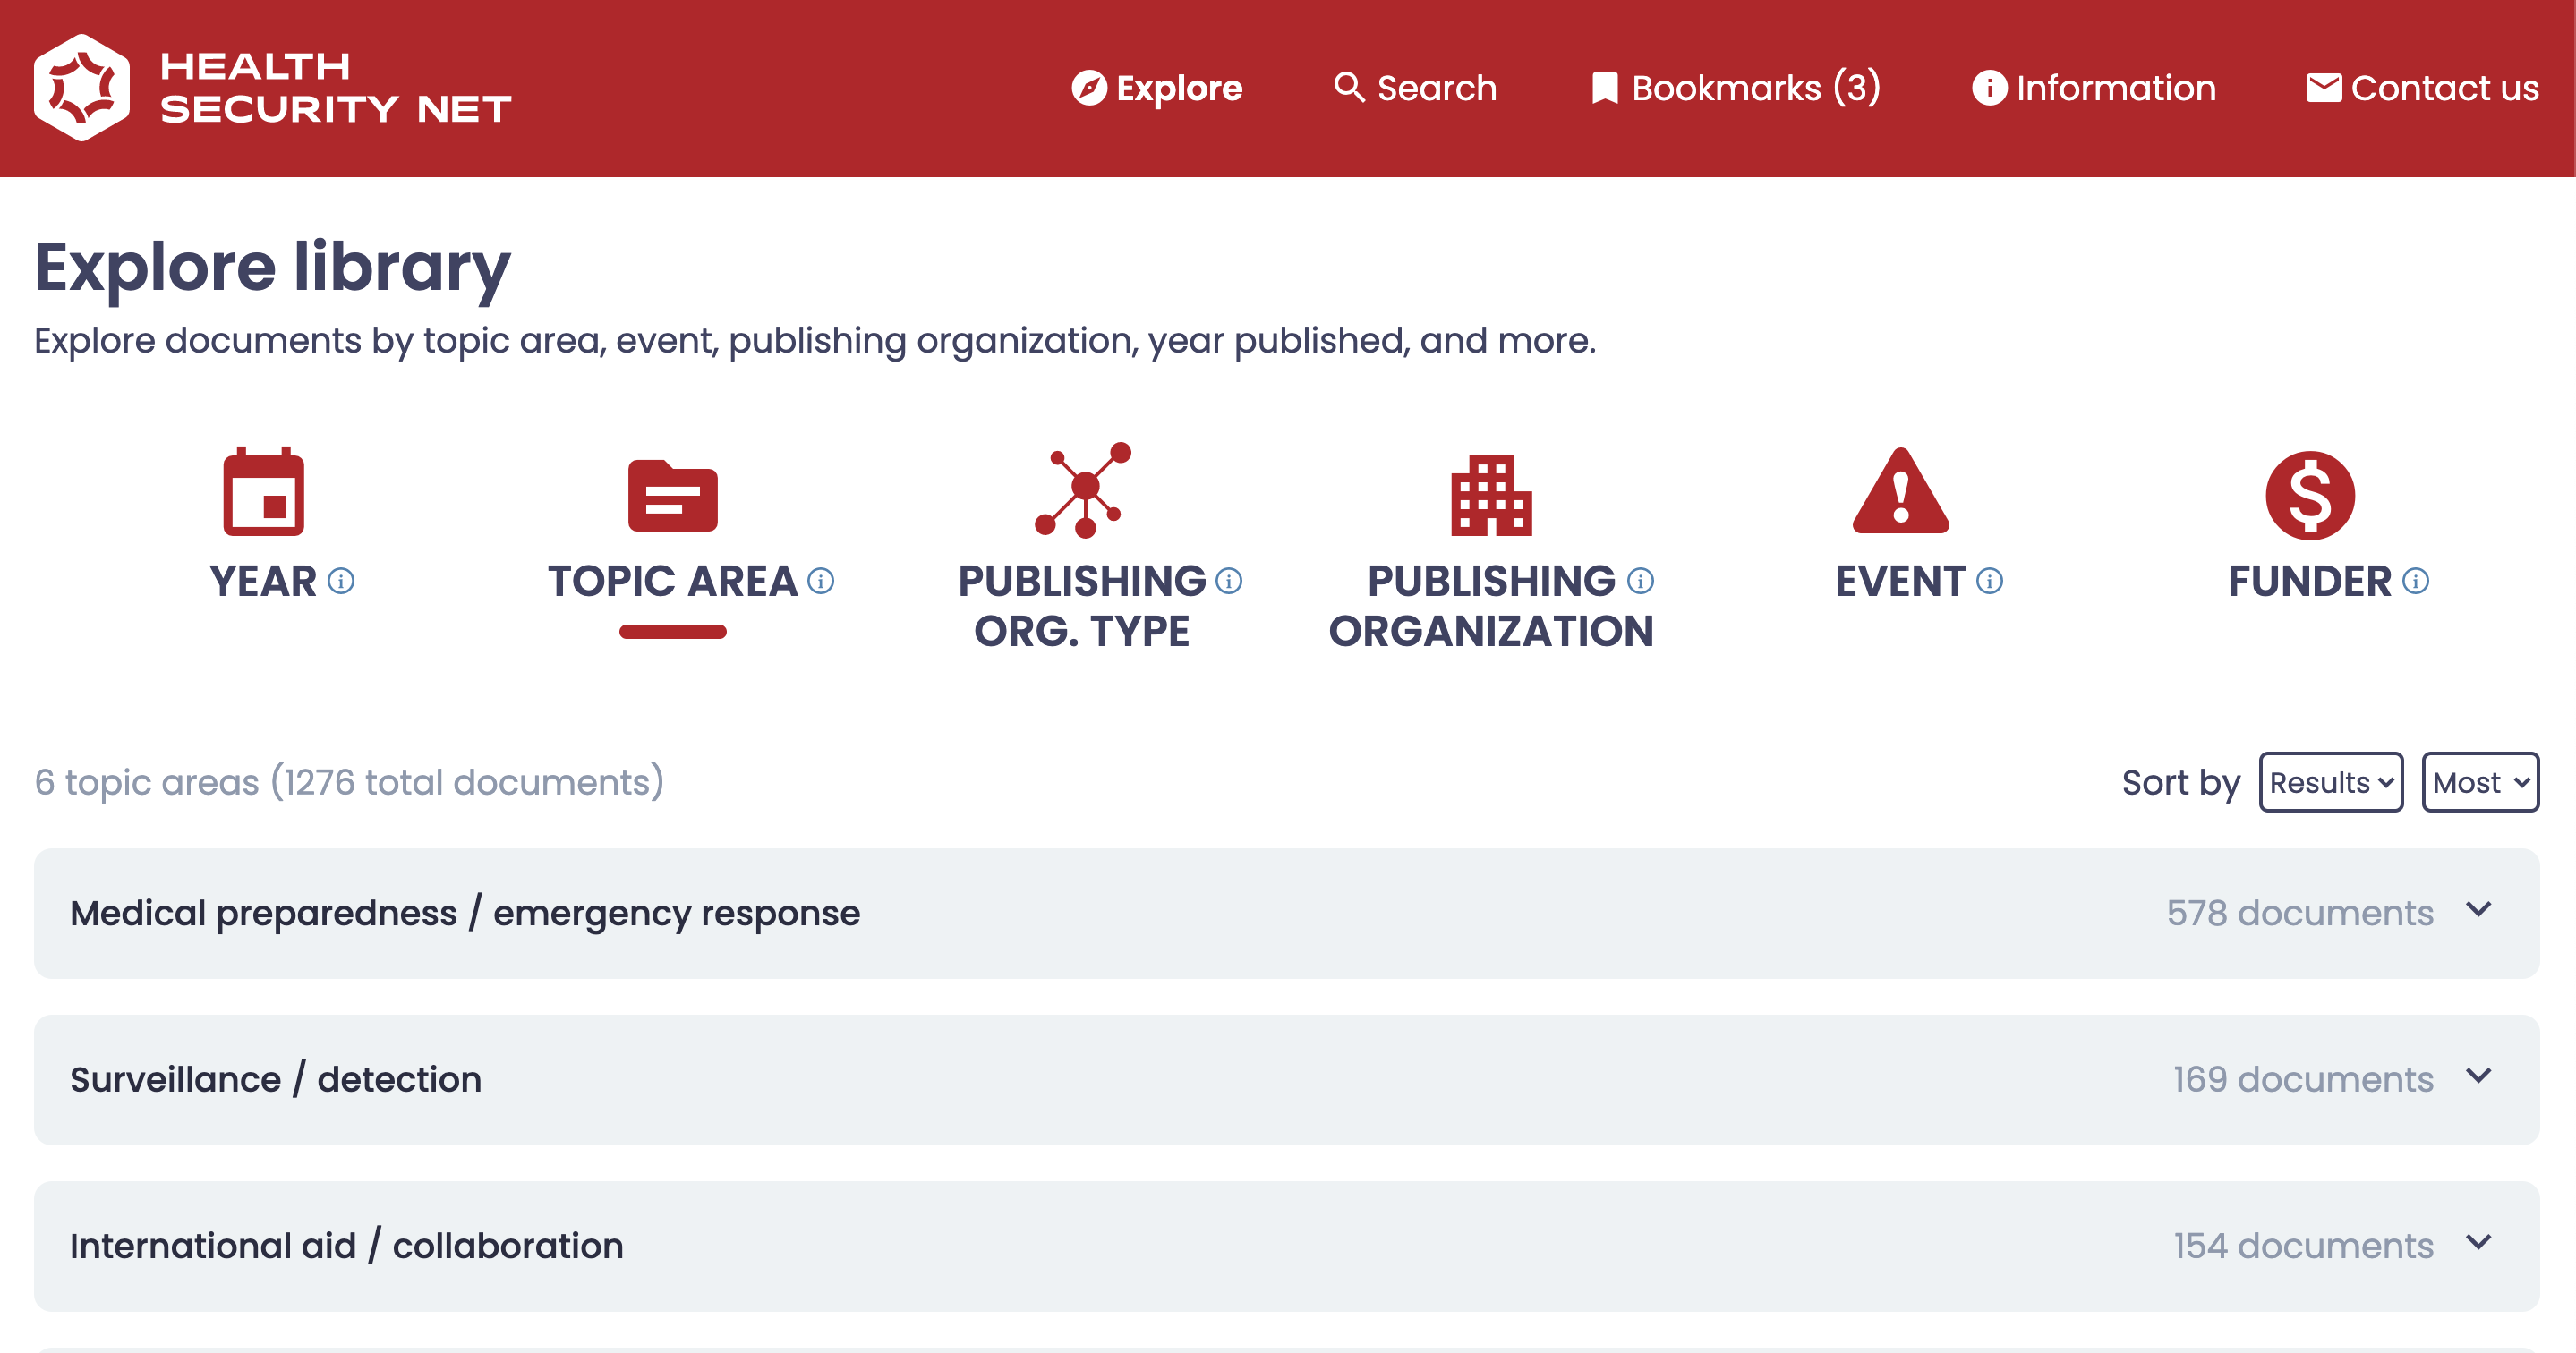 HEALTH
SECURITY NET
Explore
Search
Bookmarks (3)
Information
Contact us
Explore library
Explore documents by topic area, event, publishing organization, year published, and more.
YEAR
TOPIC AREA
PUBLISHING
ORG. TYPE
PUBLISHING
ORGANIZATION
EVENT
FUNDER
6 topic areas (1276 total documents)
Sort by
Results
Most
Medical preparedness / emergency response
578 documents
Surveillance / detection
169 documents
International aid / collaboration
154 documents